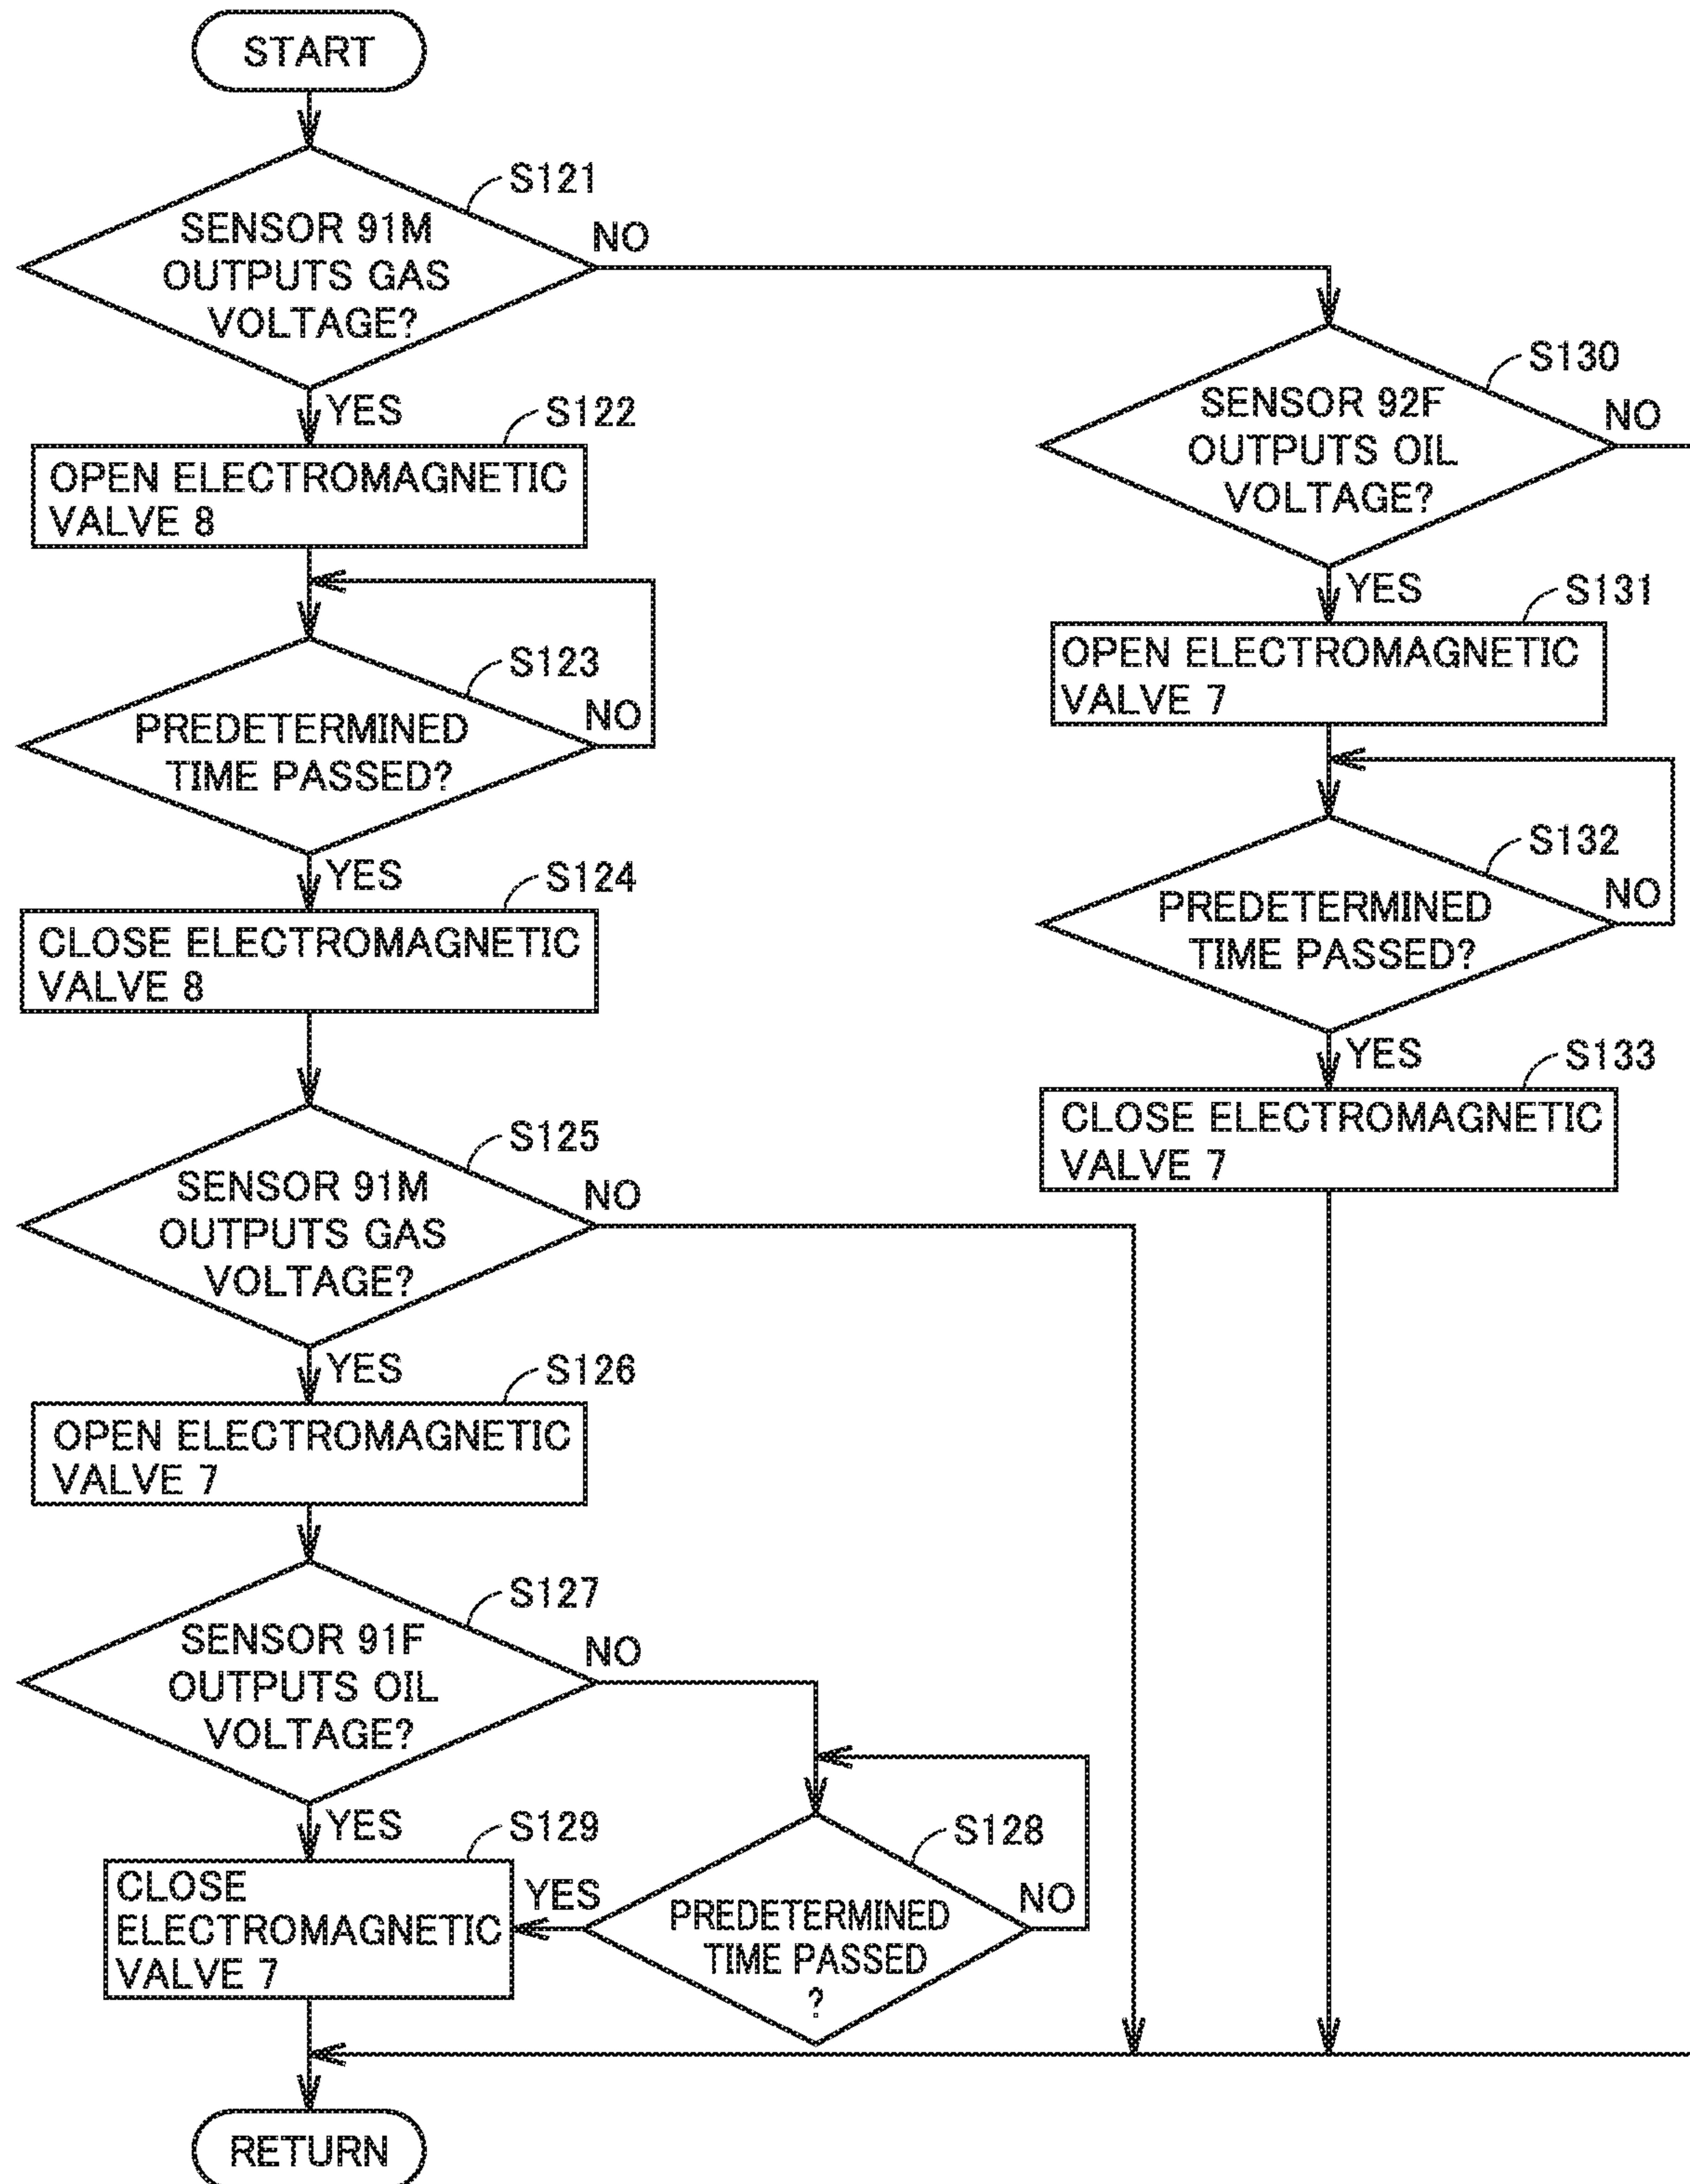 START
S121
SENSOR 91M
OUTPUTS GAS
VOLTAGE?
NO
YES
S122
OPEN ELECTROMAGNETIC
VALVE 8
S123
PREDETERMINED
TIME PASSED?
NO
YES
S124
CLOSE ELECTROMAGNETIC
VALVE 8
S125
SENSOR 91M
OUTPUTS GAS
VOLTAGE?
NO
YES
S126
OPEN ELECTROMAGNETIC
VALVE 7
S127
SENSOR 91F
OUTPUTS OIL
VOLTAGE?
NO
YES
S129
CLOSE
ELECTROMAGNETIC
VALVE 7
S128
PREDETERMINED
TIME PASSED
?
YES
NO
S130
SENSOR 92F
OUTPUTS OIL
VOLTAGE?
NO
YES
S131
OPEN ELECTROMAGNETIC
VALVE 7
S132
PREDETERMINED
TIME PASSED?
NO
YES
S133
CLOSE ELECTROMAGNETIC
VALVE 7
RETURN